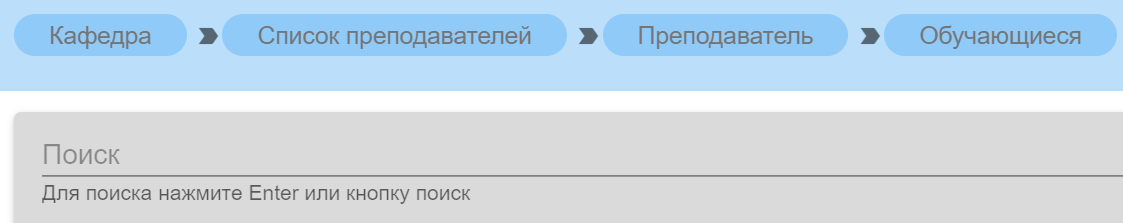 Кафедра Список преподавателей Преподаватель Обучающиеся
Поиск
Для поиска нажмите Enter или кнопку поиск